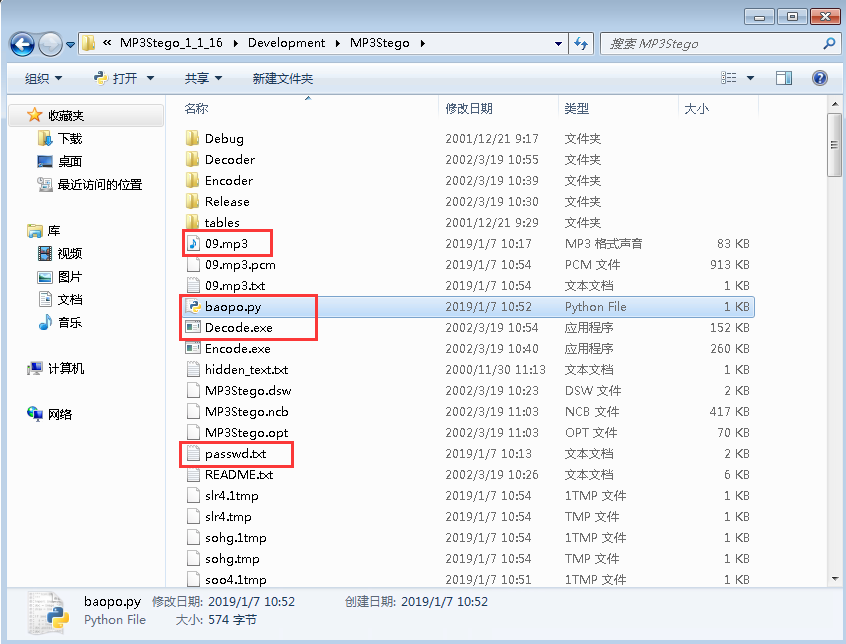 « MP3Stego_1_1_16 ▸ Development ▸ MP3Stego ▸
搜索 MP3Stego
组织 打开 共享 新建文件夹
收藏夹
下载
桌面
最近访问的位置
库
视频
图片
文档
音乐
计算机
网络
名称 修改日期 类型 大小
Debug 2001/12/21 9:17 文件夹
Decoder 2002/3/19 10:55 文件夹
Encoder 2002/3/19 10:39 文件夹
Release 2002/3/19 10:30 文件夹
tables 2001/12/21 9:29 文件夹
09.mp3 2019/1/7 10:17 MP3 格式声音 83 KB
09.mp3.pcm 2019/1/7 10:54 PCM 文件 913 KB
09.mp3.txt 2019/1/7 10:54 文本文档 1 KB
baopo.py 2019/1/7 10:52 Python File 1 KB
Decode.exe 2002/3/19 10:54 应用程序 152 KB
Encode.exe 2002/3/19 10:40 应用程序 260 KB
hidden_text.txt 2000/11/30 11:13 文本文档 1 KB
MP3Stego.dsw 2002/3/19 10:23 DSW 文件 2 KB
MP3Stego.ncb 2002/3/19 11:03 NCB 文件 417 KB
MP3Stego.opt 2002/3/19 11:03 OPT 文件 70 KB
passwd.txt 2019/1/7 10:13 文本文档 2 KB
README.txt 2002/3/19 10:26 文本文档 6 KB
slr4.1tmp 2019/1/7 10:54 1TMP 文件 1 KB
slr4.tmp 2019/1/7 10:54 TMP 文件 1 KB
sohg.1tmp 2019/1/7 10:54 1TMP 文件 1 KB
sohg.tmp 2019/1/7 10:54 TMP 文件 1 KB
soo4.1tmp 2019/1/7 10:51 1TMP 文件 1 KB
baopo.py 修改日期: 2019/1/7 10:52 创建日期: 2019/1/7 10:52
Python File 大小: 574 字节